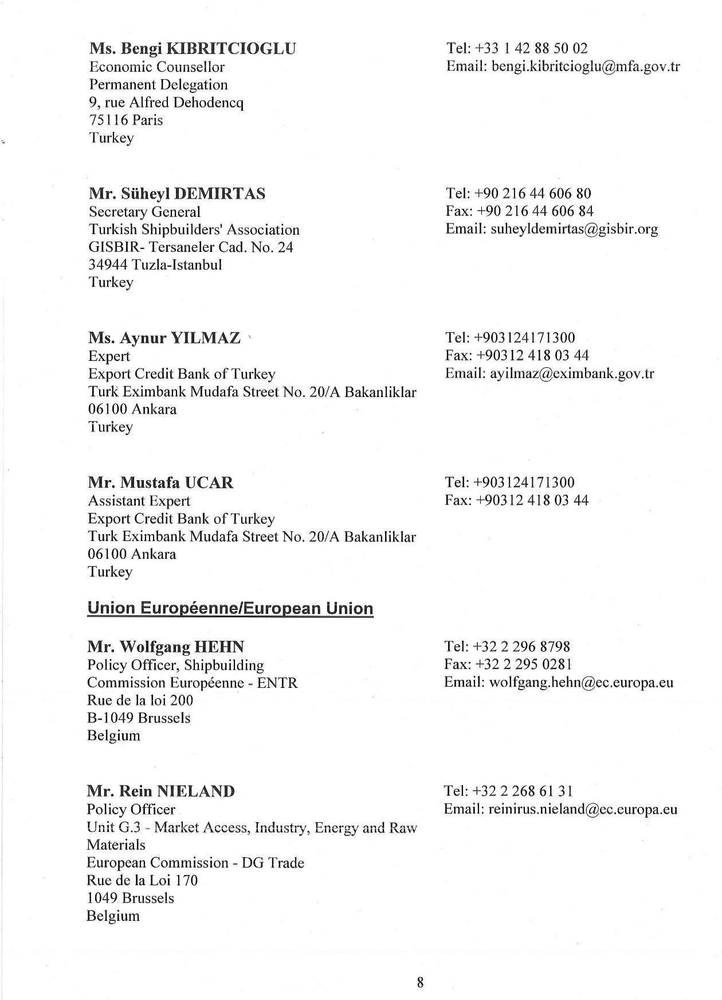 Ms. Bengi KIBRITCIOGLU
Economic Counsellor
Permanent Delegation
9, rue Alfred Dehodencq
75116 Paris
Turkey
Tel: +33 1 42 88 50 02
Email: bengi.kibritcioglu@mfa.gov.tr
Mr. Süheyl DEMIRTAS
Secretary General
Turkish Shipbuilders' Association
GISBIR- Tersaneler Cad. No. 24
34944 Tuzla-Istanbul
Turkey
Tel: +90 216 44 606 80
Fax: +90 216 44 606 84
Email: suheyldemirtas@gisbir.org
Ms. Aynur YILMAZ
Expert
Export Credit Bank of Turkey
Turk Eximbank Mudafa Street No. 20/A Bakanliklar
06100 Ankara
Turkey
Tel: +903124171300
Fax: +90312 418 03 44
Email: ayilmaz@eximbank.gov.tr
Mr. Mustafa UCAR
Assistant Expert
Export Credit Bank of Turkey
Turk Eximbank Mudafa Street No. 20/A Bakanliklar
06100 Ankara
Turkey
Tel: +903124171300
Fax: +90312 418 03 44
Union Européenne/European Union
Mr. Wolfgang HEHN
Policy Officer, Shipbuilding
Commission Européenne - ENTR
Rue de la loi 200
B-1049 Brussels
Belgium
Tel: +32 2 296 8798
Fax: +32 2 295 0281
Email: wolfgang.hehn@ec.europa.eu
Mr. Rein NIELAND
Policy Officer
Unit G.3 - Market Access, Industry, Energy and Raw
Materials
European Commission - DG Trade
Rue de la Loi 170
1049 Brussels
Belgium
Tel: +32 2 268 61 31
Email: reinirus.nieland@ec.europa.eu
8